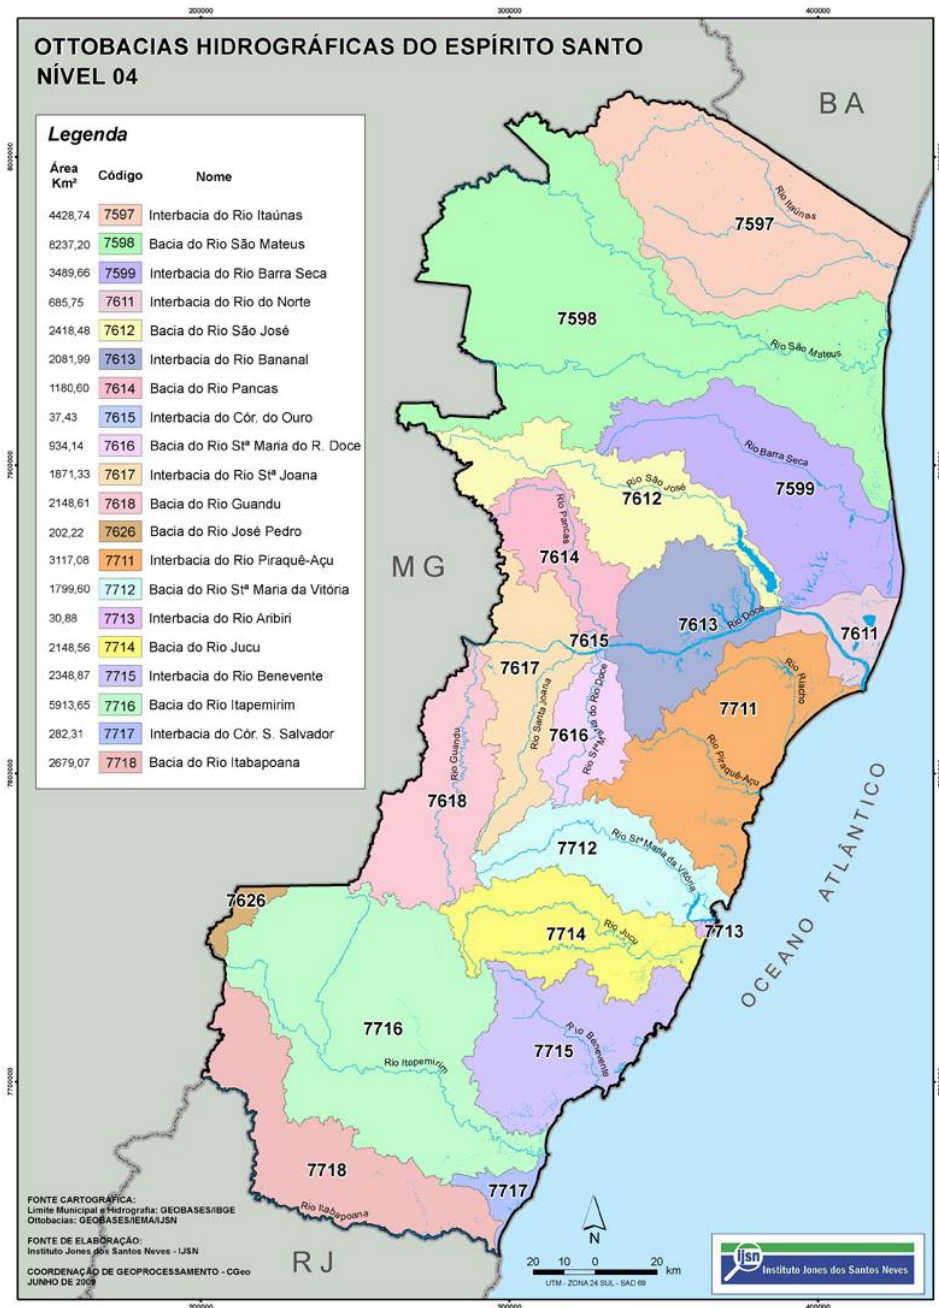 OTTOBACIAS HIDROGRÁFICAS DO ESPÍRITO SANTO
NÍVEL 04
Legenda
Área Km² Código Nome
4428,74 7597 Interbacia do Rio Itaúnas
8237,20 7598 Bacia do Rio São Mateus
3489,66 7599 Interbacia do Rio Barra Seca
685,75 7611 Interbacia do Rio do Norte
2418,48 7612 Bacia do Rio São José
2081,99 7613 Interbacia do Rio Bananal
1180,60 7614 Bacia do Rio Pancas
37,43 7615 Interbacia do Cór. do Ouro
934,14 7616 Bacia do Rio Stª Maria do R. Doce
1871,33 7617 Interbacia do Rio Stª Joana
2148,61 7618 Bacia do Rio Guandu
202,22 7626 Bacia do Rio José Pedro
3117,08 7711 Interbacia do Rio Piraquê-Açu
1799,60 7712 Bacia do Rio Stª Maria da Vitória
30,88 7713 Interbacia do Rio Aribiri
2148,56 7714 Bacia do Rio Jucu
2348,87 7715 Interbacia do Rio Benevente
5913,65 7716 Bacia do Rio Itapemirim
282,31 7717 Interbacia do Cór. S. Salvador
2679,07 7718 Bacia do Rio Itabapoana
200000 300000 400000
BA
Rio Itaúnas
7597
7598
Rio São Mateus
Rio Barra Seca
7599
Rio São José
7612
Rio Pancas
MG
7614
7613
Rio Doce
7615
7611
7617
Rio Santa Joana
Rio Stª Maria do Rio Doce
Rio Riacho
7711
7616
Rio Guandu
Rio Piraquê-Açu
7618
7712
Rio Stª Maria da Vitória
7626
7713
7714
Rio Jucu
OCEANO ATLÂNTICO
7716
7715
Rio Benevente
Rio Itapemirim
7718
7717
Rio Itabapoana
RJ
8000000
7900000
7800000
7700000
FONTE CARTOGRÁFICA:
Limite Municipal e Hidrografia: GEOBASES/IBGE
Ottobacias: GEOBASES/IEMA/IJSN
FONTE DE ELABORAÇÃO:
Instituto Jones dos Santos Neves - IJSN
COORDENAÇÃO DE GEOPROCESSAMENTO - CGeo
JUNHO DE 2009
N
20 10 0 20 km
UTM - ZONA 24 SUL - SAD 69
ijsn
Instituto Jones dos Santos Neves
200000 300000 400000